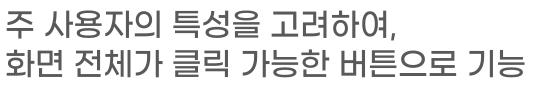 주 사용자의 특성을 고려하여,
화면 전체가 클릭 가능한 버튼으로 기능